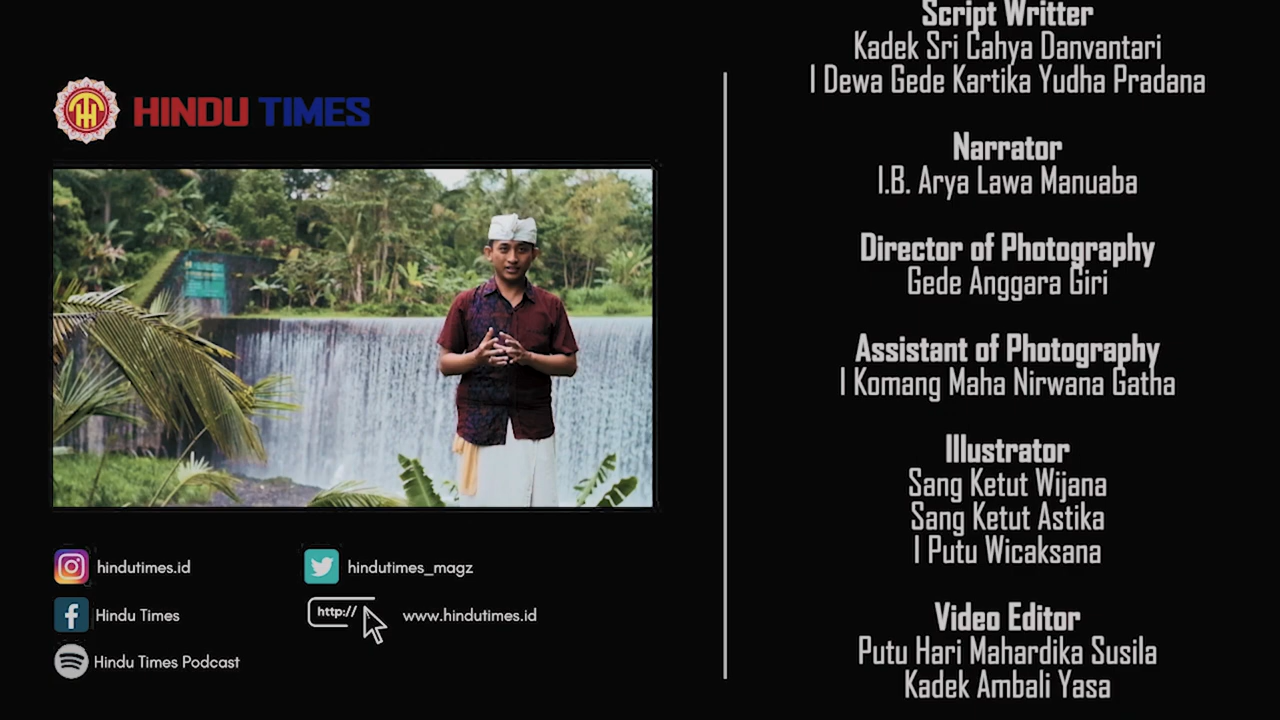 HINDU TIMES
hindutimes.id
hindutimes_magz
Hindu Times
http://
www.hindutimes.id
Hindu Times Podcast
Script Writter
Kadek Sri Cahya Danvantari
I Dewa Gede Kartika Yudha Pradana
Narrator
I.B. Arya Lawa Manuaba
Director of Photography
Gede Anggara Giri
Assistant of Photography
I Komang Maha Nirwana Gatha
Illustrator
Sang Ketut Wijana
Sang Ketut Astika
I Putu Wicaksana
Video Editor
Putu Hari Mahardika Susila
Kadek Ambali Yasa